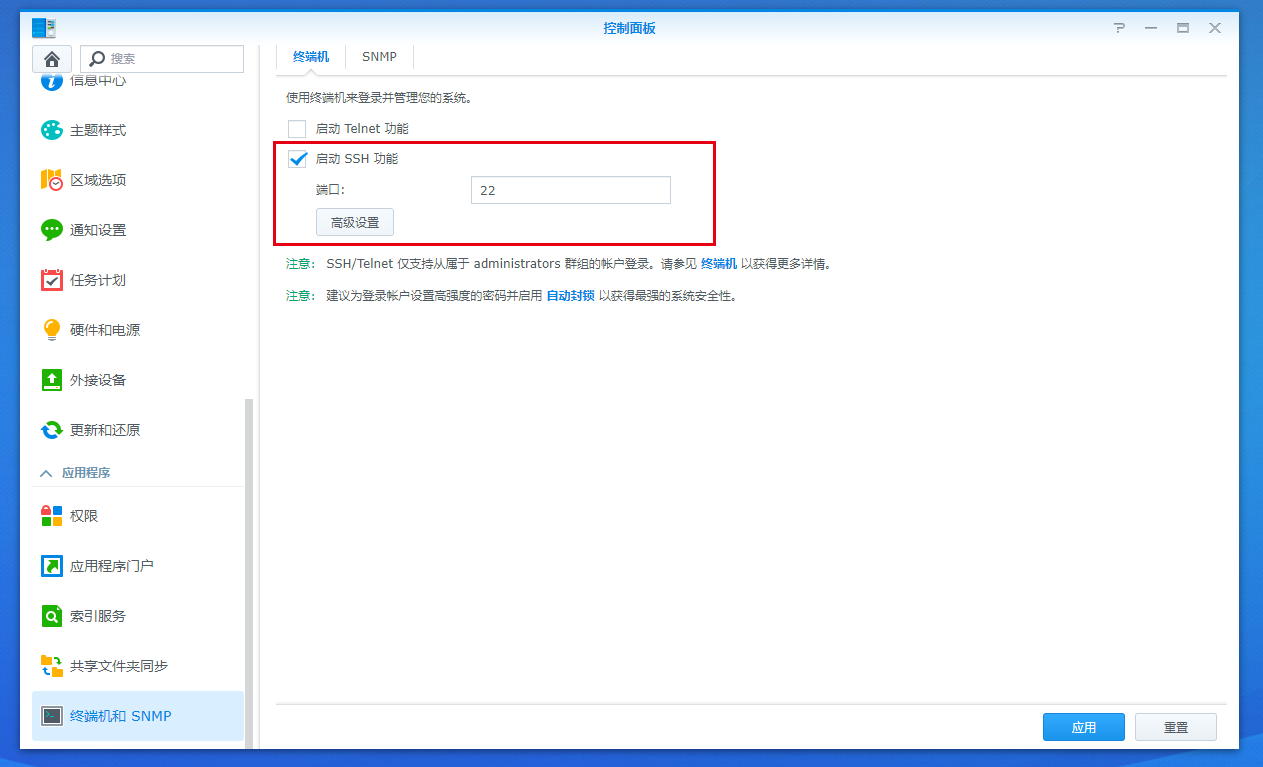 控制面板
搜索
信息中心
主题样式
区域选项
通知设置
任务计划
硬件和电源
外接设备
更新和还原
应用程序
权限
应用程序门户
索引服务
共享文件夹同步
终端机和 SNMP
终端机 SNMP
使用终端机来登录并管理您的系统。
启动 Telnet 功能
启动 SSH 功能
端口: 22
高级设置
注意: SSH/Telnet 仅支持从属于 administrators 群组的帐户登录。请参见 终端机 以获得更多详情。
注意: 建议为登录帐户设置高强度的密码并启用 自动封锁 以获得最强的系统安全性。
应用 重置